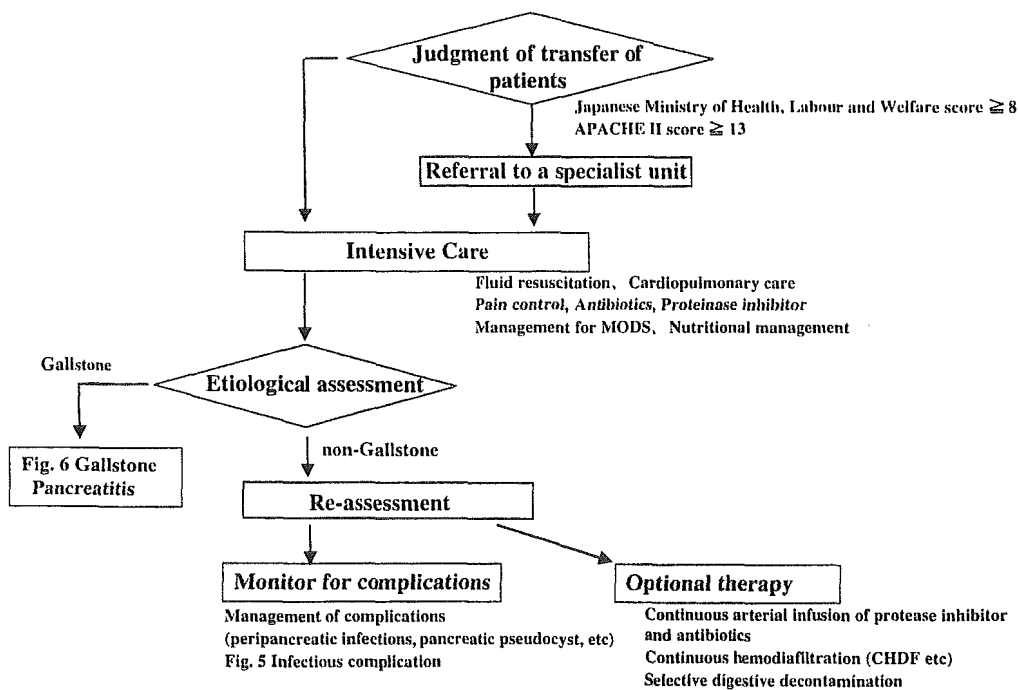 Judgment of transfer of
patients
Japanese Ministry of Health, Labour and Welfare score ≧ 8
APACHE II score ≧ 13
Referral to a specialist unit
Intensive Care
Fluid resuscitation、 Cardiopulmonary care
Pain control, Antibiotics, Proteinase inhibitor
Management for MODS、 Nutritional management
Gallstone
Etiological assessment
non-Gallstone
Fig. 6 Gallstone
Pancreatitis
Re-assessment
Monitor for complications
Management of complications
(peripancreatic infections, pancreatic pseudocyst, etc)
Fig. 5 Infectious complication
Optional therapy
Continuous arterial infusion of protease inhibitor
and antibiotics
Continuous hemodiafiltration (CHDF etc)
Selective digestive decontamination